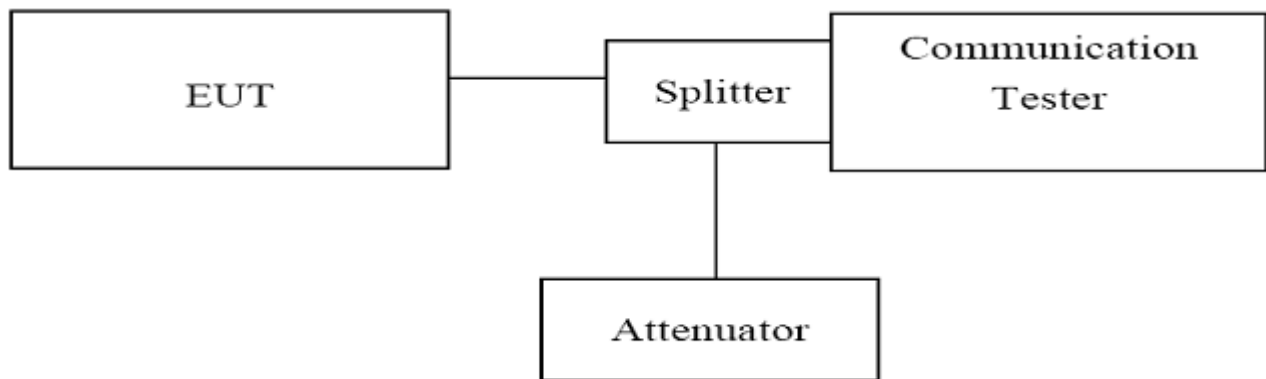 EUT
Splitter
Communication
Tester
Attenuator